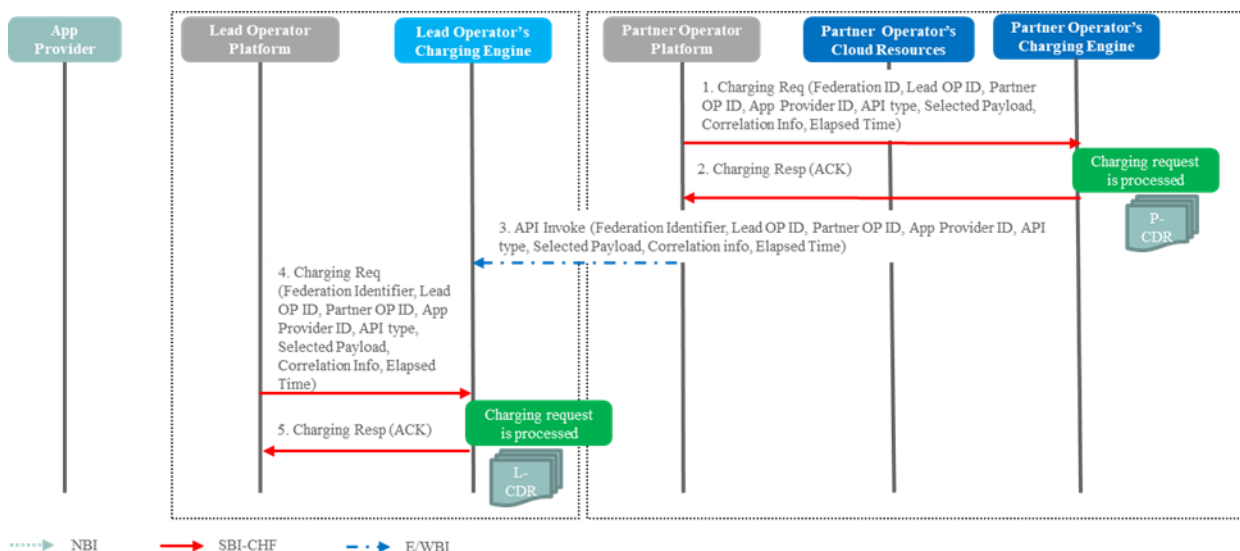 App
Provider
Lead Operator
Platform
Lead Operator's
Charging Engine
Partner Operator
Platform
Partner Operator's
Cloud Resources
Partner Operator's
Charging Engine
1. Charging Req (Federation ID, Lead OP ID, Partner
OP ID, App Provider ID, API type, Selected Payload,
Correlation Info, Elapsed Time)
2. Charging Resp (ACK)
Charging request
is processed
P-
CDR
3. API Invoke (Federation Identifier, Lead OP ID, Partner OP ID, App Provider ID, API
type, Selected Payload, Correlation info, Elapsed Time)
4. Charging Req
(Federation Identifier, Lead
OP ID, Partner OP ID, App
Provider ID, API type,
Selected Payload,
Correlation Info, Elapsed
Time)
Charging request
is processed
5. Charging Resp (ACK)
L-
CDR
NBI
SBI-CHF
E/WBI